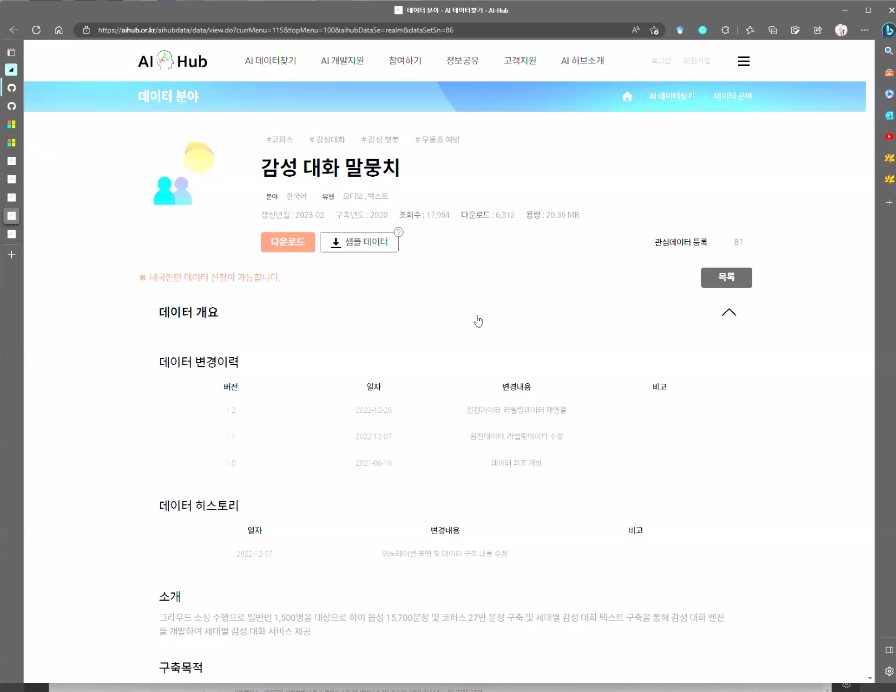 데이터 분야 - AI 데이터찾기 - AI-Hub
https://aihub.or.kr/aihubdata/data/view.do?currMenu=115&topMenu=100&aihubDataSe=realm&dataSetSn=86
AI Hub
AI 데이터찾기 AI 개발지원 참여하기 정보공유 고객지원 AI 허브소개 로그인 회원가입
데이터 분야
AI 데이터찾기 데이터 분야
#코퍼스 # 감성대화 # 감성 챗봇 # 우울증 예방
감성 대화 말뭉치
분야 한국어 유형 오디오 , 텍스트
갱신년월 : 2023-02 구축년도 : 2020 조회수 : 17,954 다운로드 : 6,312 용량 : 20.35 MB
다운로드 샘플 데이터 ?
관심데이터 등록 81
※ 내국인만 데이터 신청이 가능합니다.
목록
데이터 개요
데이터 변경이력
버전 일자 변경내용 비고
1.2 2022-12-28 원천데이터, 라벨링데이터 재변경
1.1 2022-12-07 원천데이터, 라벨링데이터 수정
1.0 2021-06-18 데이터 최초 개방
데이터 히스토리
일자 변경내용 비고
2022-12-07 어노테이션 포맷 및 데이터 구조 내용 수정
소개
크라우드 소싱 수행으로 일반인 1,500명을 대상으로 하여 음성 15,700문장 및 코퍼스 27만 문장 구축 및 세대별 감성 대화 텍스트 구축을 통해 감성 대화 엔진
을 개발하여 세대별 감성 대화 서비스 제공
구축목적